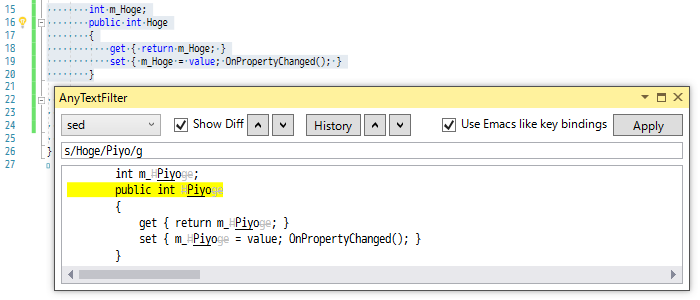 15 int m_Hoge;
16 public int Hoge
17 {
18 get { return m_Hoge; }
19 set { m_Hoge = value; OnPropertyChanged(); }
20 }
21
22
23
24
25
26 }
27
AnyTextFilter
sed Show Diff History Use Emacs like key bindings Apply
s/Hoge/Piyo/g
int m_HPiyoge;
public int HPiyoge
{
get { return m_HPiyoge; }
set { m_HPiyoge = value; OnPropertyChanged(); }
}